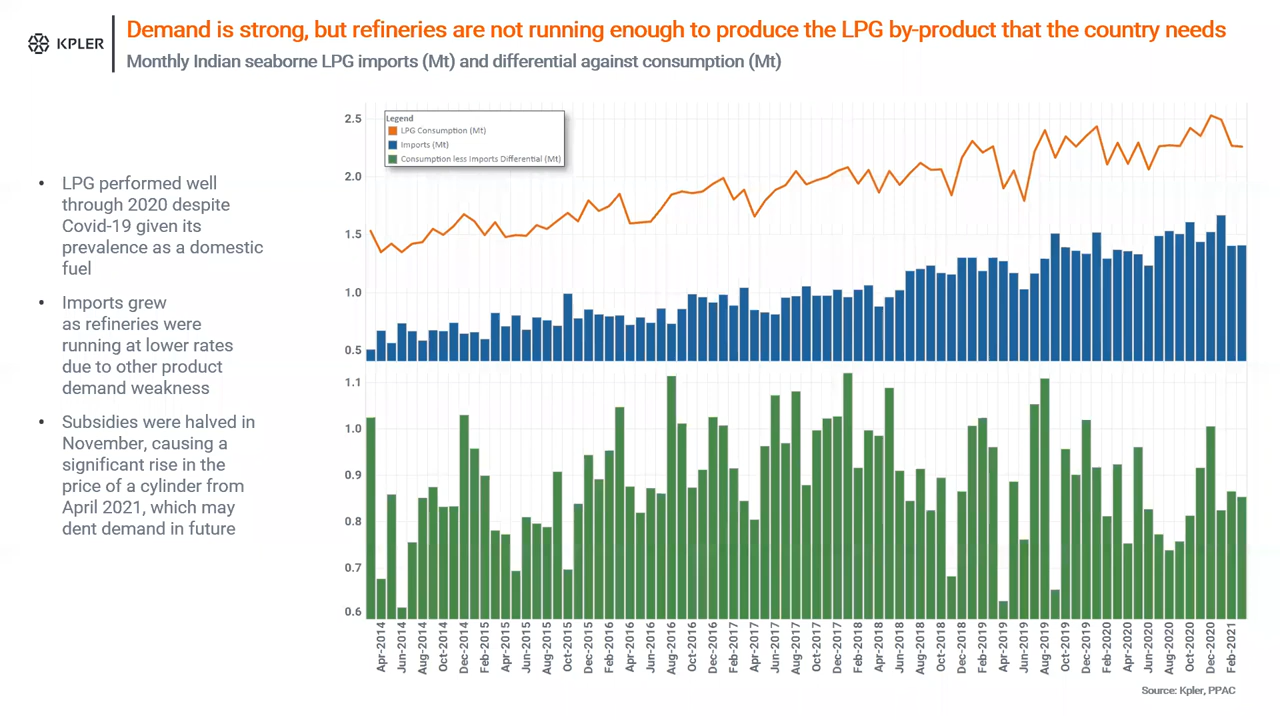 KPLER
Demand is strong, but refineries are not running enough to produce the LPG by-product that the country needs
Monthly Indian seaborne LPG imports (Mt) and differential against consumption (Mt)
• LPG performed well
through 2020 despite
Covid-19 given its
prevalence as a domestic
fuel
• Imports grew
as refineries were
running at lower rates
due to other product
demand weakness
• Subsidies were halved in
November, causing a
significant rise in the
price of a cylinder from
April 2021, which may
dent demand in future
Legend
LPG Consumption (Mt)
Imports (Mt)
Consumption less Imports Differential (Mt)
2.5
2.0
1.5
1.0
0.5
1.1
1.0
0.9
0.8
0.7
0.6
Apr-2014
Jun-2014
Aug-2014
Oct-2014
Dec-2014
Feb-2015
Apr-2015
Jun-2015
Aug-2015
Oct-2015
Dec-2015
Feb-2016
Apr-2016
Jun-2016
Aug-2016
Oct-2016
Dec-2016
Feb-2017
Apr-2017
Jun-2017
Aug-2017
Oct-2017
Dec-2017
Feb-2018
Apr-2018
Jun-2018
Aug-2018
Oct-2018
Dec-2018
Feb-2019
Apr-2019
Jun-2019
Aug-2019
Oct-2019
Dec-2019
Feb-2020
Apr-2020
Jun-2020
Aug-2020
Oct-2020
Dec-2020
Feb-2021
Source: Kpler, PPAC